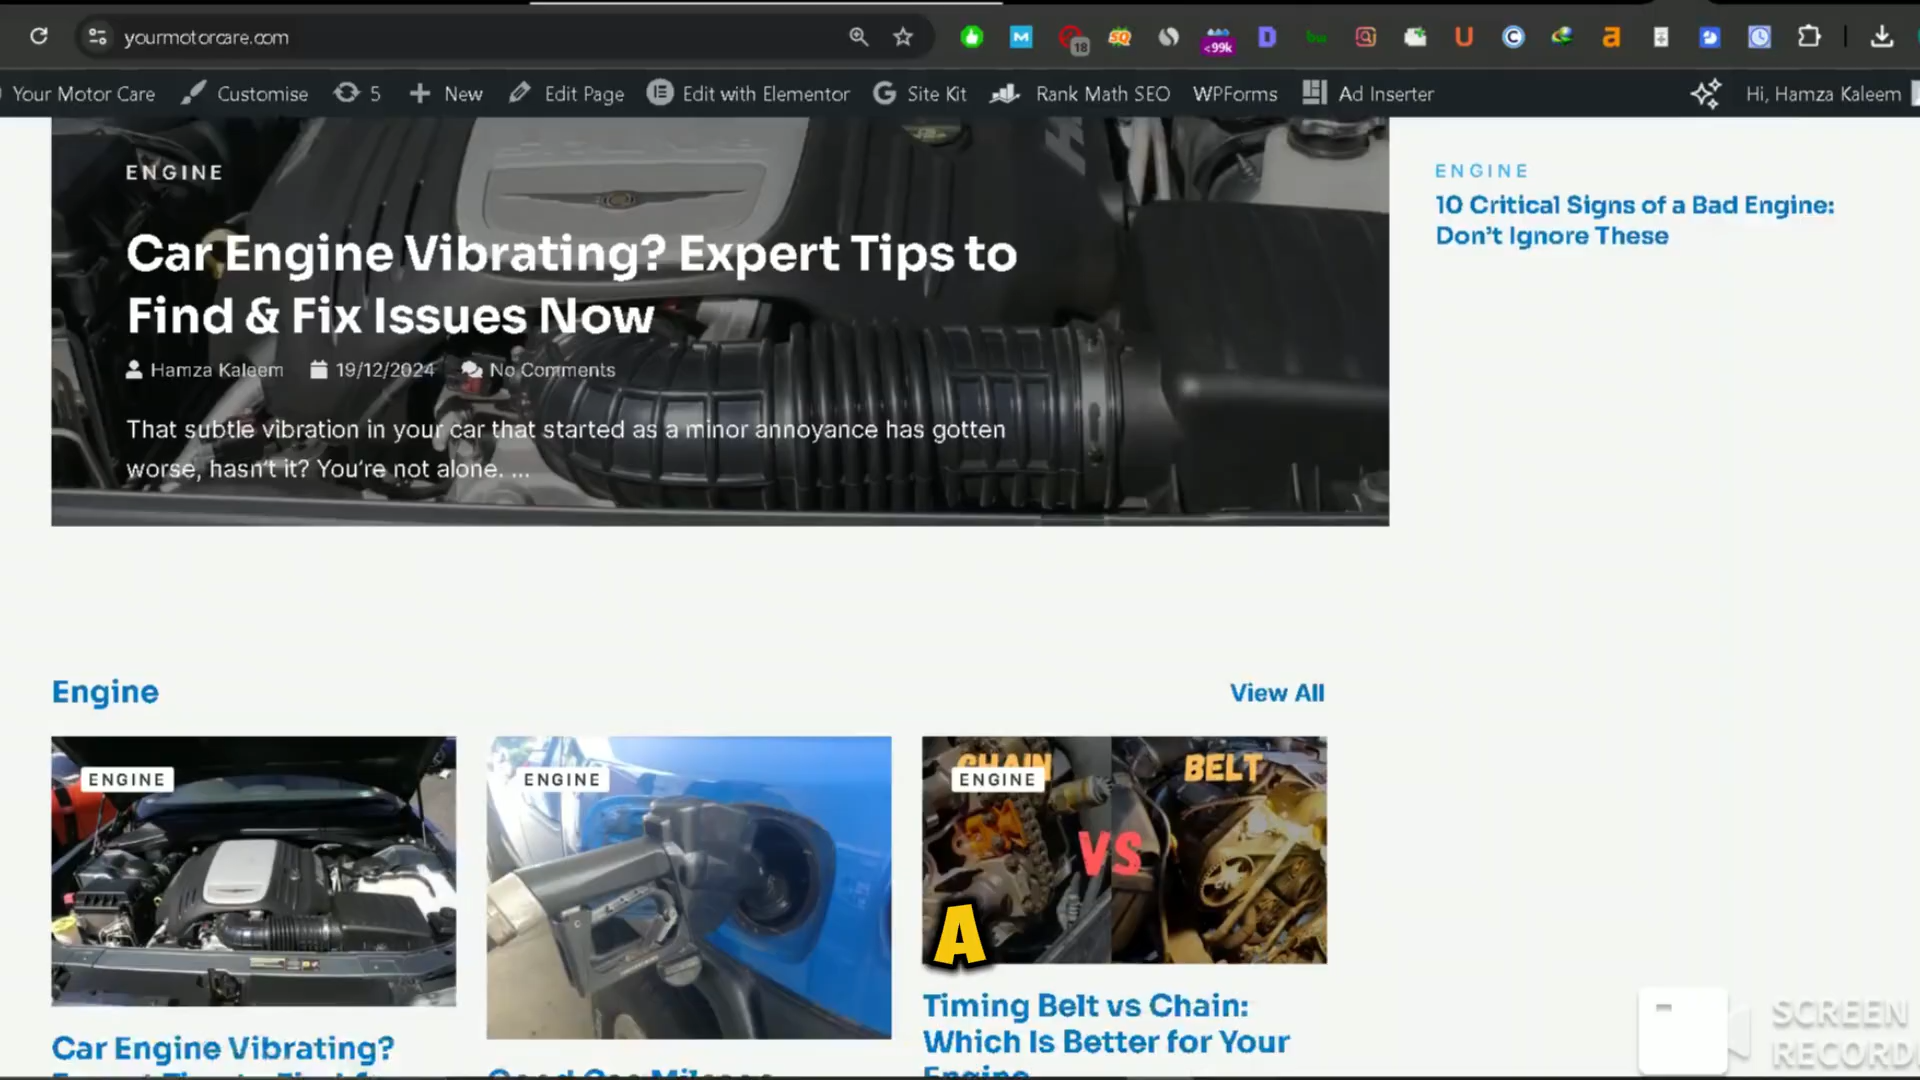 yourmotorcare.com
18
<99k
Your Motor Care Customise 5 New Edit Page Edit with Elementor Site Kit Rank Math SEO WPForms Ad Inserter Hi, Hamza Kaleem
ENGINE
Car Engine Vibrating? Expert Tips to
Find & Fix Issues Now
Hamza Kaleem 19/12/2024 No Comments
That subtle vibration in your car that started as a minor annoyance has gotten
worse, hasn't it? You're not alone. ...
ENGINE
10 Critical Signs of a Bad Engine:
Don't Ignore These
Engine
View All
ENGINE
Car Engine Vibrating?
ENGINE
Good Gas Mileage
CHAIN
BELT
ENGINE
VS
A
Timing Belt vs Chain:
Which Is Better for Your
Engine
SCREEN
RECORD